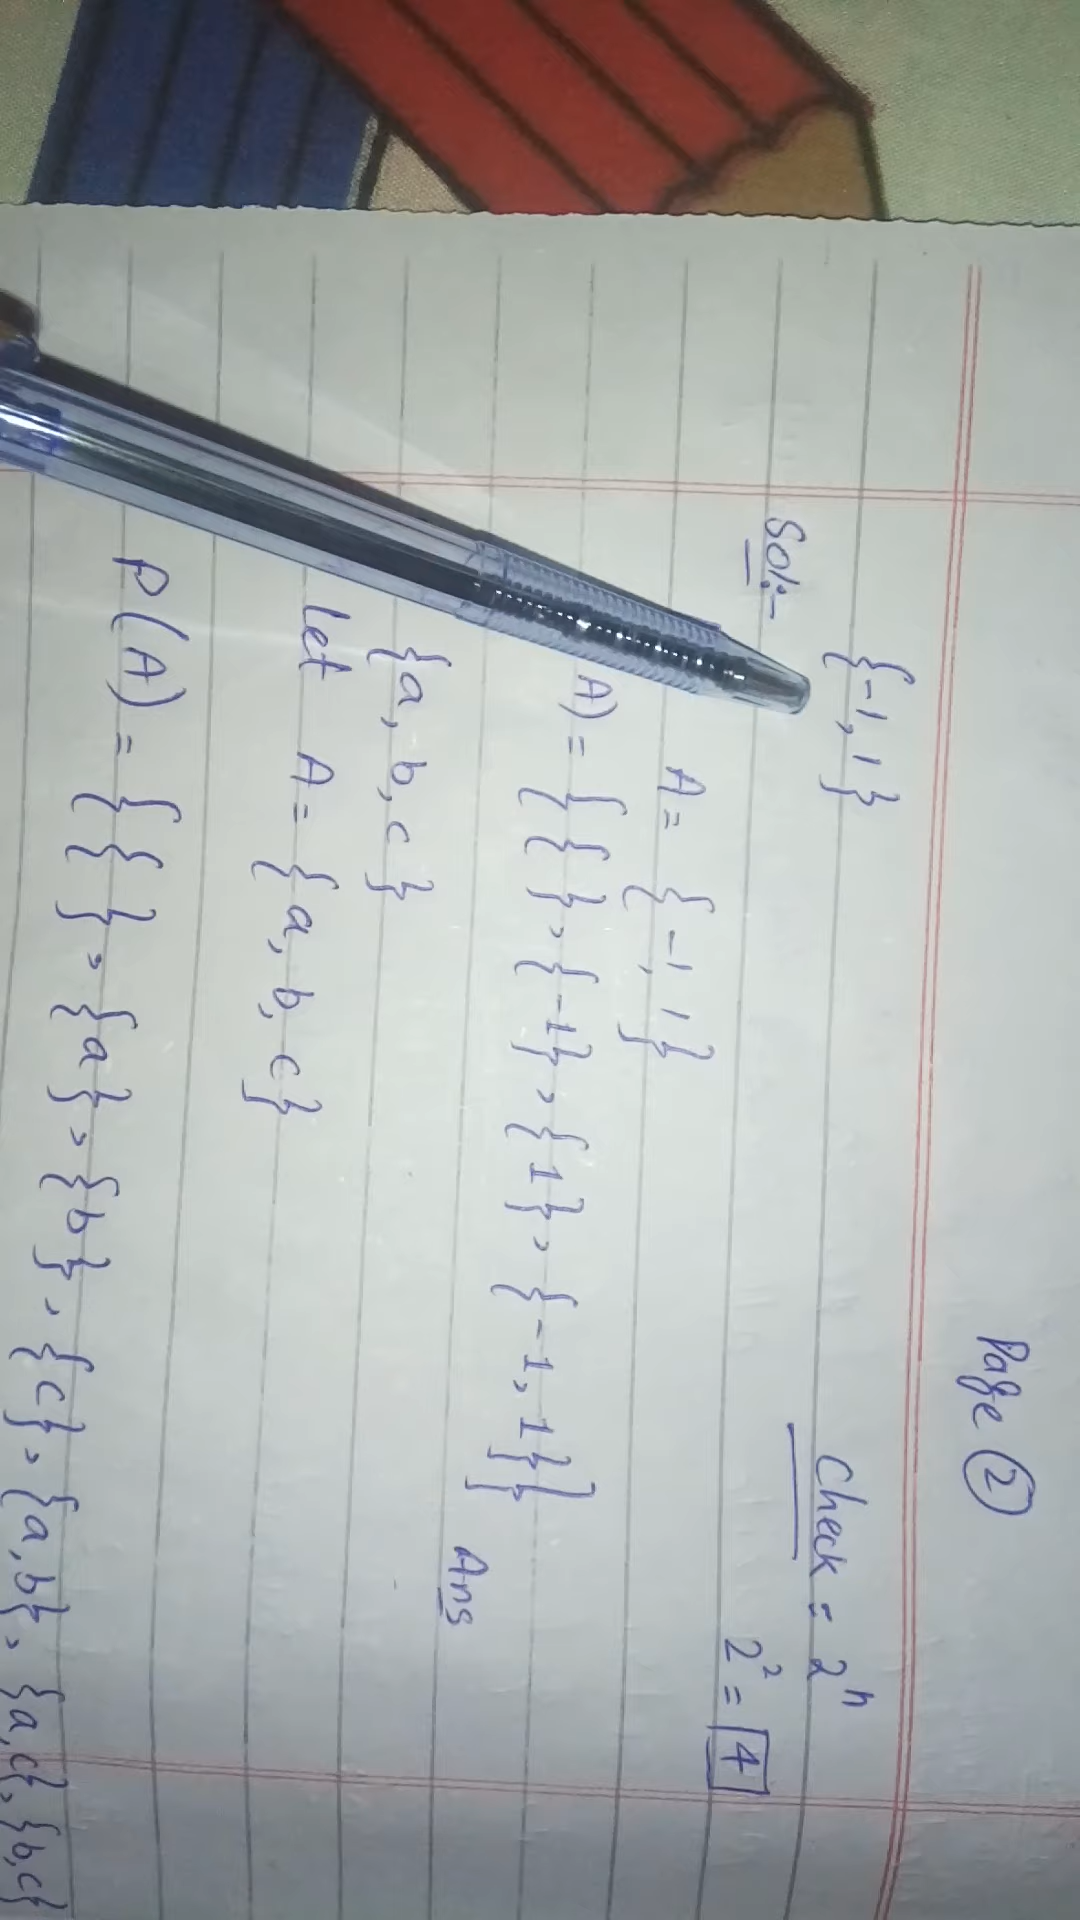 Page 2
{-1, 1}
Check = 2^n
Sol:-
2^2 = 4
A = {-1, 1}
A) = { { }, {-1}, {1}, {-1, 1} }
Ans
{a, b, c}
Let A = {a, b, c}
P(A) = { { }, {a}, {b}, {c}, {a,b}, {a,c}, {b,c}